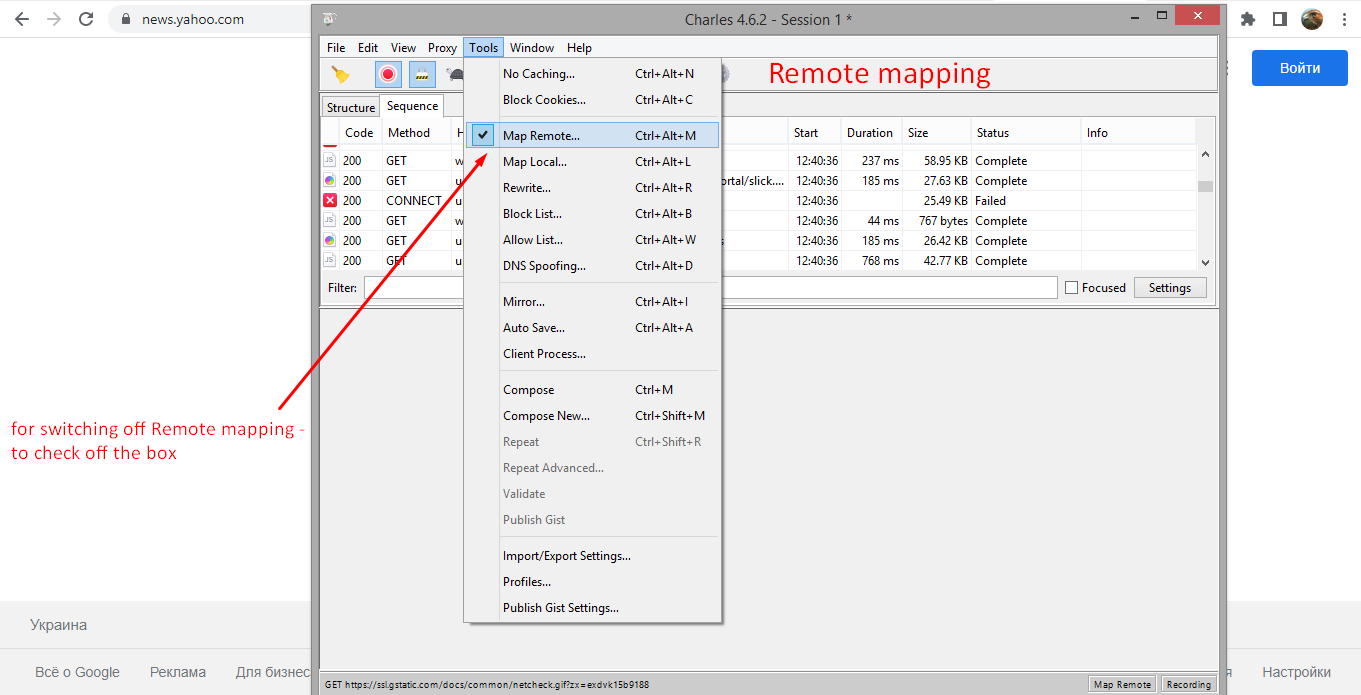 news.yahoo.com
Charles 4.6.2 - Session 1 *
Войти
File Edit View Proxy Tools Window Help
Remote mapping
Structure Sequence
Code Method H Start Duration Size Status Info
JS 200 GET w 12:40:36 237 ms 58.95 KB Complete
200 GET u ortal/slick.... 12:40:36 185 ms 27.63 KB Complete
200 CONNECT u 12:40:36 25.49 KB Failed
JS 200 GET w 12:40:36 44 ms 767 bytes Complete
200 GET u s 12:40:36 185 ms 26.42 KB Complete
JS 200 GET u 12:40:36 768 ms 42.77 KB Complete
Filter: Focused Settings
No Caching... Ctrl+Alt+N
Block Cookies... Ctrl+Alt+C
Map Remote... Ctrl+Alt+M
Map Local... Ctrl+Alt+L
Rewrite... Ctrl+Alt+R
Block List... Ctrl+Alt+B
Allow List... Ctrl+Alt+W
DNS Spoofing... Ctrl+Alt+D
Mirror... Ctrl+Alt+I
Auto Save... Ctrl+Alt+A
Client Process...
Compose Ctrl+M
Compose New... Ctrl+Shift+M
Repeat Ctrl+Shift+R
Repeat Advanced...
Validate
Publish Gist
Import/Export Settings...
Profiles...
Publish Gist Settings...
for switching off Remote mapping -
to check off the box
Украина
Всё о Google Реклама Для бизнес я Настройки
GET https://ssl.gstatic.com/docs/common/netcheck.gif?zx=exdvk15b9188 Map Remote Recording